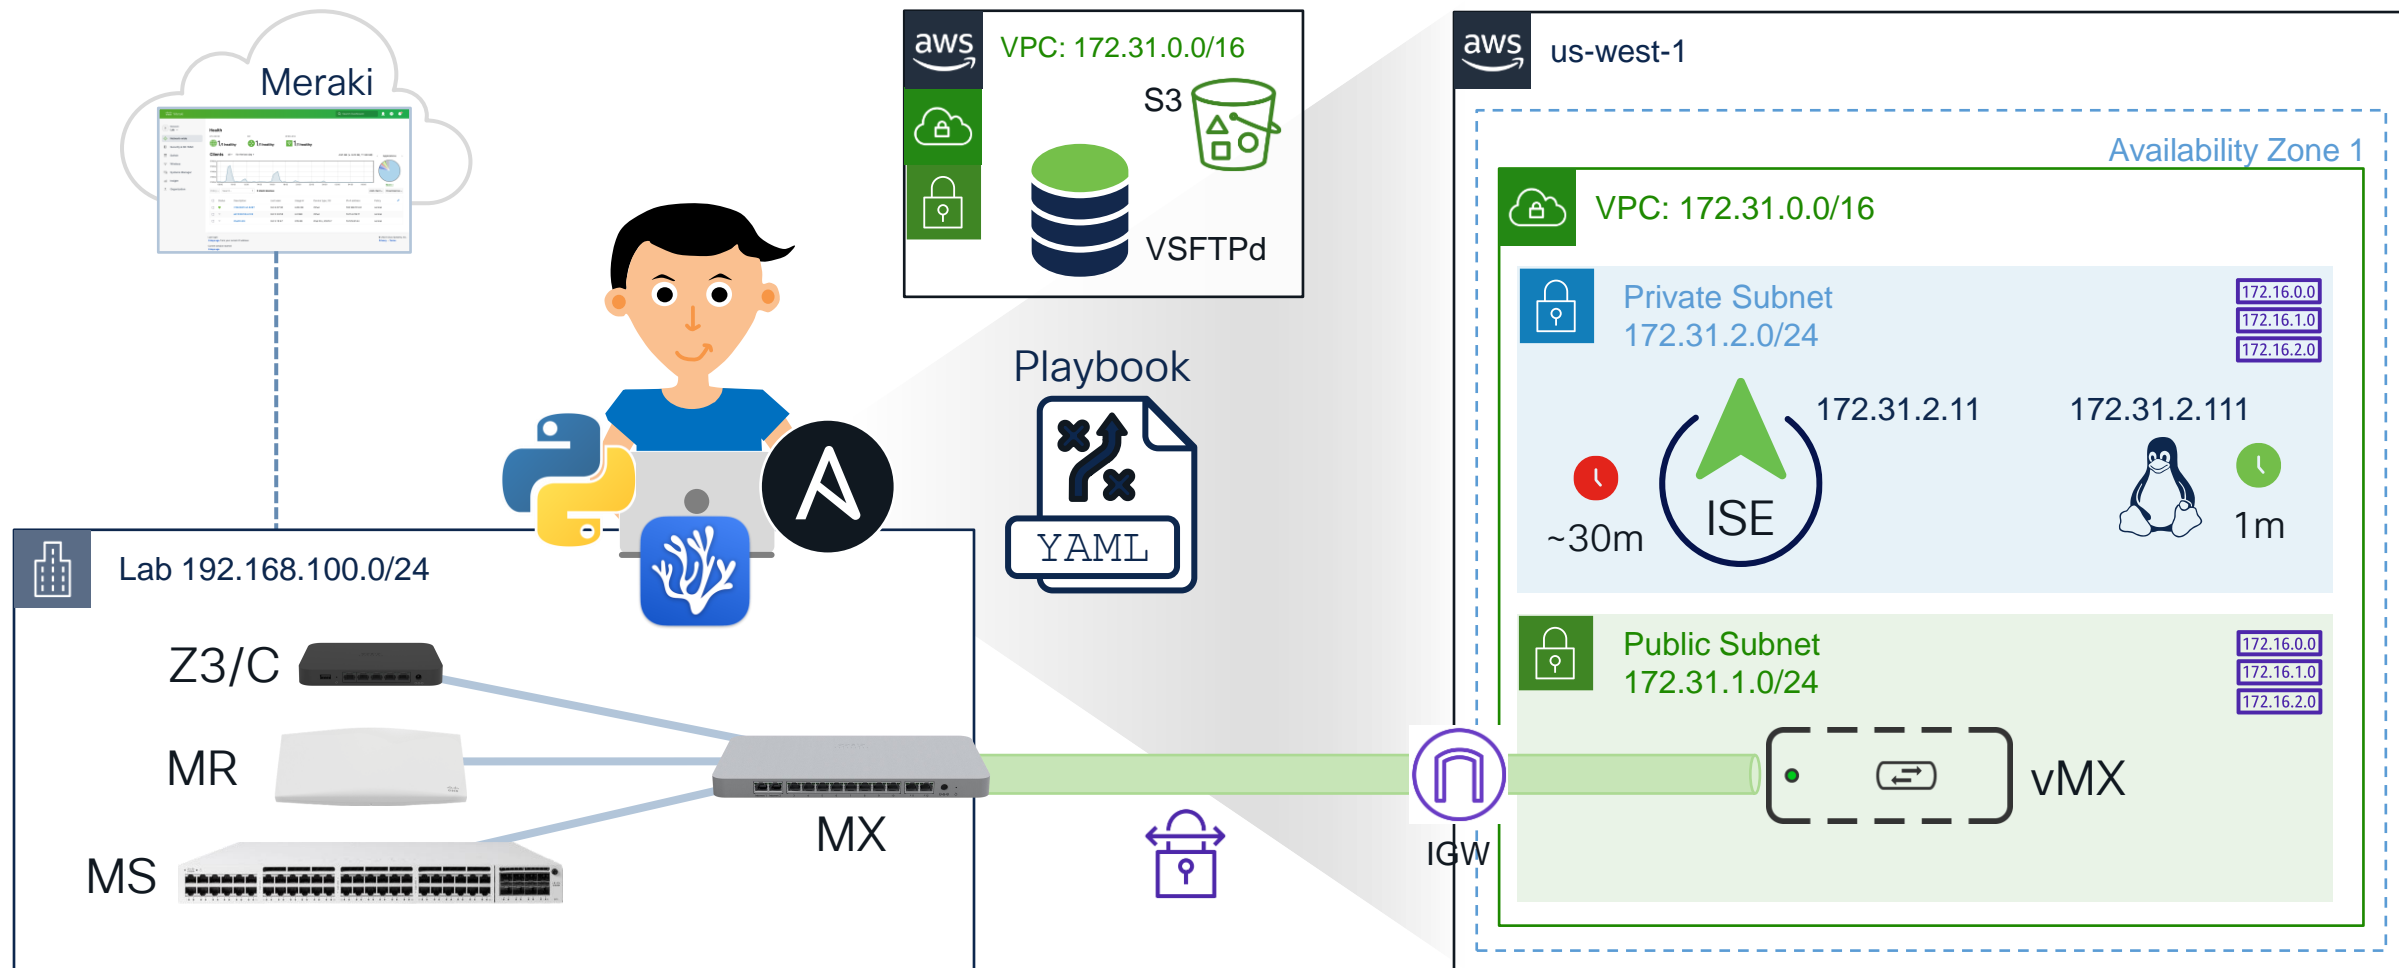 Meraki
Health
Clients
aws
VPC: 172.31.0.0/16
S3
VSFTPd
aws
us-west-1
Availability Zone 1
VPC: 172.31.0.0/16
Private Subnet
172.31.2.0/24
172.16.0.0
172.16.1.0
172.16.2.0
172.31.2.11
172.31.2.111
ISE
~30m
1m
Playbook
YAML
Lab 192.168.100.0/24
Z3/C
MR
MS
MX
Public Subnet
172.31.1.0/24
172.16.0.0
172.16.1.0
172.16.2.0
IGW
vMX